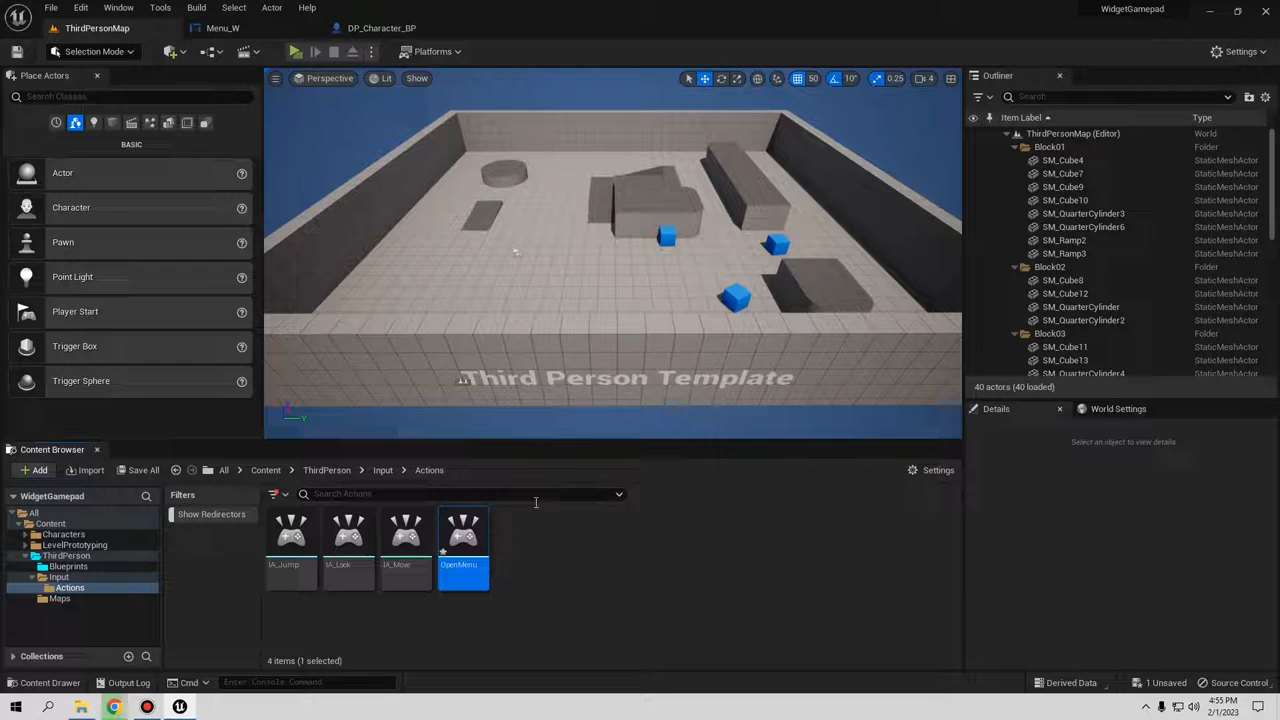 File Edit Window Tools Build Select Actor Help
WidgetGamepad
ThirdPersonMap
Menu_W
DP_Character_BP
Selection Mode
Platforms
Settings
Place Actors
Search Classes
BASIC
Actor
Character
Pawn
Point Light
Player Start
Trigger Box
Trigger Sphere
Perspective
Lit
Show
50
10°
0.25
4
Third Person Template
Y
Outliner
Search
Item Label
Type
ThirdPersonMap (Editor) World
Block01 Folder
SM_Cube4 StaticMeshActor
SM_Cube7 StaticMeshActor
SM_Cube9 StaticMeshActor
SM_Cube10 StaticMeshActor
SM_QuarterCylinder3 StaticMeshActor
SM_QuarterCylinder6 StaticMeshActor
SM_Ramp2 StaticMeshActor
SM_Ramp3 StaticMeshActor
Block02 Folder
SM_Cube8 StaticMeshActor
SM_Cube12 StaticMeshActor
SM_QuarterCylinder StaticMeshActor
SM_QuarterCylinder2 StaticMeshActor
Block03 Folder
SM_Cube11 StaticMeshActor
SM_Cube13 StaticMeshActor
SM_QuarterCylinder4 StaticMeshActor
40 actors (40 loaded)
Details
World Settings
Select an object to view details
Content Browser
Add
Import
Save All
All > Content > ThirdPerson > Input > Actions
Settings
WidgetGamepad
All
Content
Characters
LevelPrototyping
ThirdPerson
Blueprints
Input
Actions
Maps
Collections
Filters
Show Redirectors
Search Actions
IA_Jump
IA_Look
IA_Move
OpenMenu
4 items (1 selected)
Content Drawer
Output Log
Cmd
Enter Console Command
Derived Data
1 Unsaved
Source Control
4:55 PM
2/1/2023